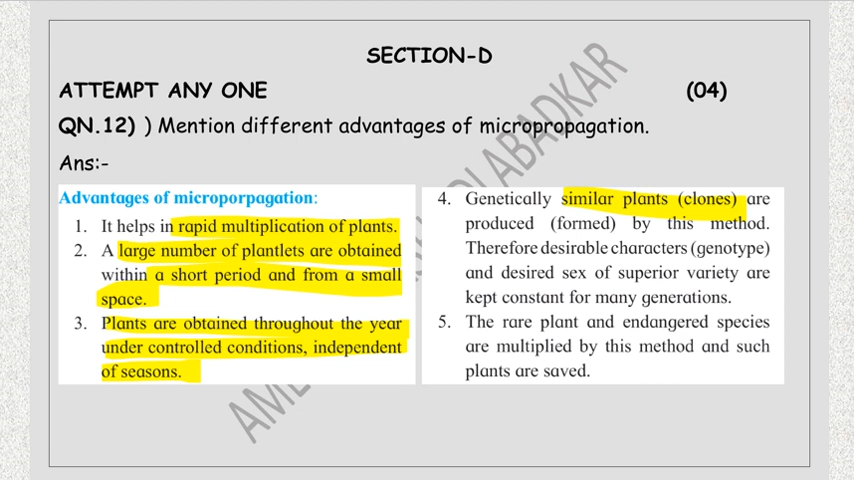 SECTION-D
ATTEMPT ANY ONE (04)
QN.12) ) Mention different advantages of micropropagation.
Ans:-
Advantages of microporpagation:
1. It helps in rapid multiplication of plants.
2. A large number of plantlets are obtained
within a short period and from a small
space.
3. Plants are obtained throughout the year
under controlled conditions, independent
of seasons.
4. Genetically similar plants (clones) are
produced (formed) by this method.
Therefore desirable characters (genotype)
and desired sex of superior variety are
kept constant for many generations.
5. The rare plant and endangered species
are multiplied by this method and such
plants are saved.